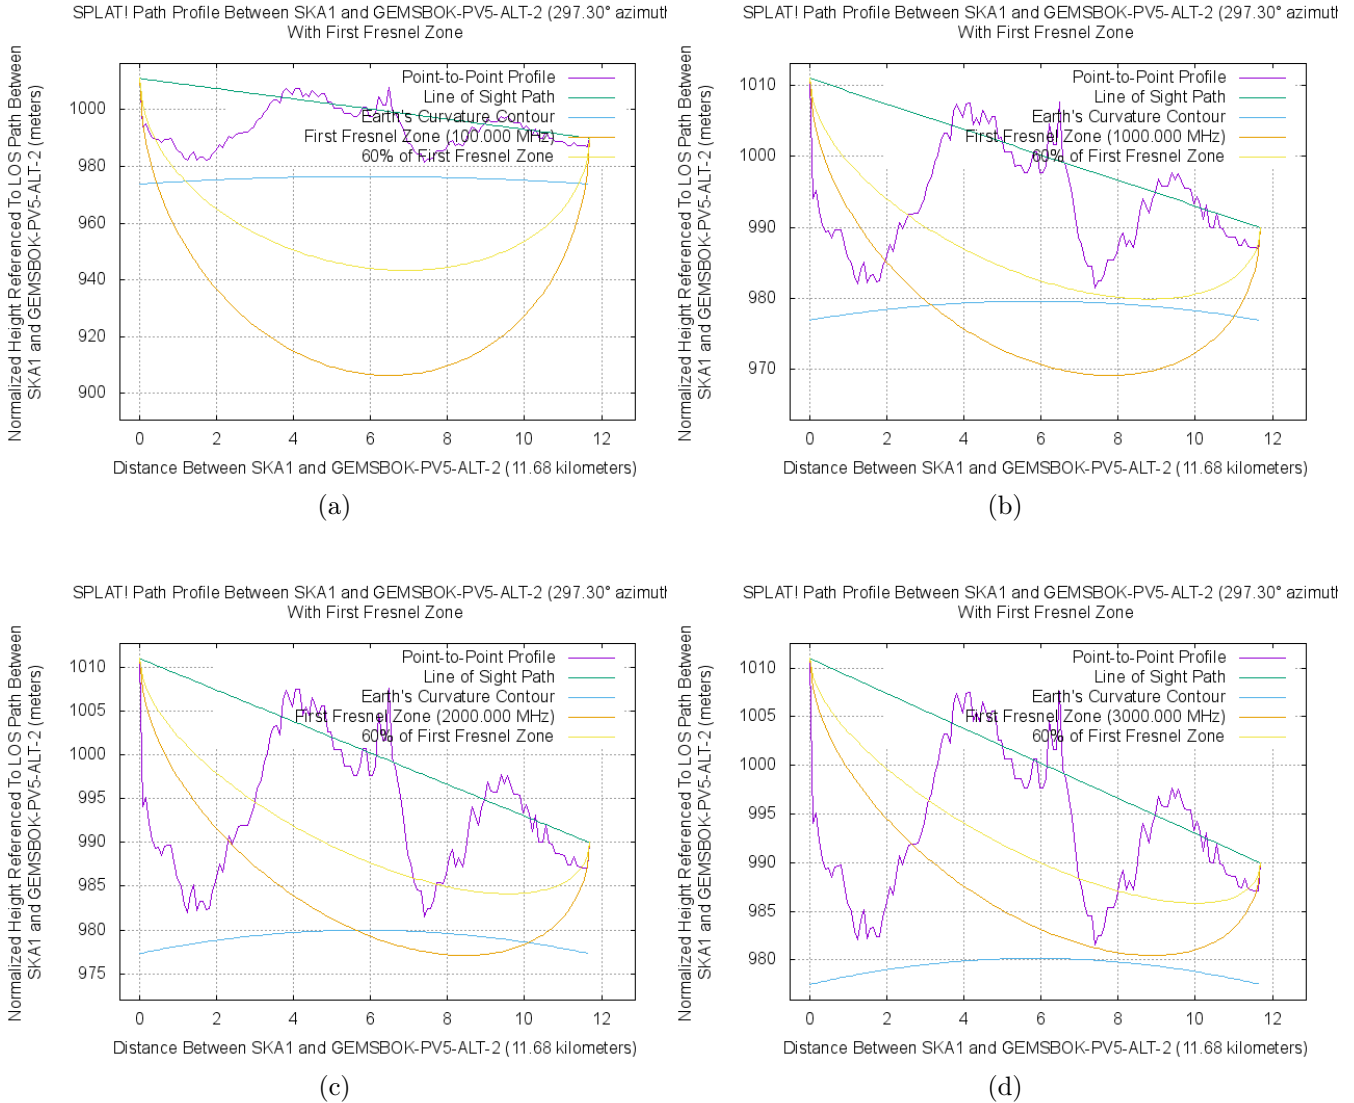 SPLAT! Path Profile Between SKA1 and GEMSBOK-PV5-ALT-2 (297.30° azimuth
With First Fresnel Zone
Normalized Height Referenced To LOS Path Between
SKA1 and GEMSBOK-PV5-ALT-2 (meters)
Point-to-Point Profile
Line of Sight Path
Earth's Curvature Contour
First Fresnel Zone (100.000 MHz)
60% of First Fresnel Zone
1000
980
960
940
920
900
0 2 4 6 8 10 12
Distance Between SKA1 and GEMSBOK-PV5-ALT-2 (11.68 kilometers)
(a)
SPLAT! Path Profile Between SKA1 and GEMSBOK-PV5-ALT-2 (297.30° azimuth
With First Fresnel Zone
Normalized Height Referenced To LOS Path Between
SKA1 and GEMSBOK-PV5-ALT-2 (meters)
Point-to-Point Profile
Line of Sight Path
Earth's Curvature Contour
First Fresnel Zone (1000.000 MHz)
60% of First Fresnel Zone
1010
1000
990
980
970
0 2 4 6 8 10 12
Distance Between SKA1 and GEMSBOK-PV5-ALT-2 (11.68 kilometers)
(b)
SPLAT! Path Profile Between SKA1 and GEMSBOK-PV5-ALT-2 (297.30° azimuth
With First Fresnel Zone
Normalized Height Referenced To LOS Path Between
SKA1 and GEMSBOK-PV5-ALT-2 (meters)
Point-to-Point Profile
Line of Sight Path
Earth's Curvature Contour
First Fresnel Zone (2000.000 MHz)
60% of First Fresnel Zone
1010
1005
1000
995
990
985
980
975
0 2 4 6 8 10 12
Distance Between SKA1 and GEMSBOK-PV5-ALT-2 (11.68 kilometers)
(c)
SPLAT! Path Profile Between SKA1 and GEMSBOK-PV5-ALT-2 (297.30° azimuth
With First Fresnel Zone
Normalized Height Referenced To LOS Path Between
SKA1 and GEMSBOK-PV5-ALT-2 (meters)
Point-to-Point Profile
Line of Sight Path
Earth's Curvature Contour
First Fresnel Zone (3000.000 MHz)
60% of First Fresnel Zone
1010
1005
1000
995
990
985
980
0 2 4 6 8 10 12
Distance Between SKA1 and GEMSBOK-PV5-ALT-2 (11.68 kilometers)
(d)